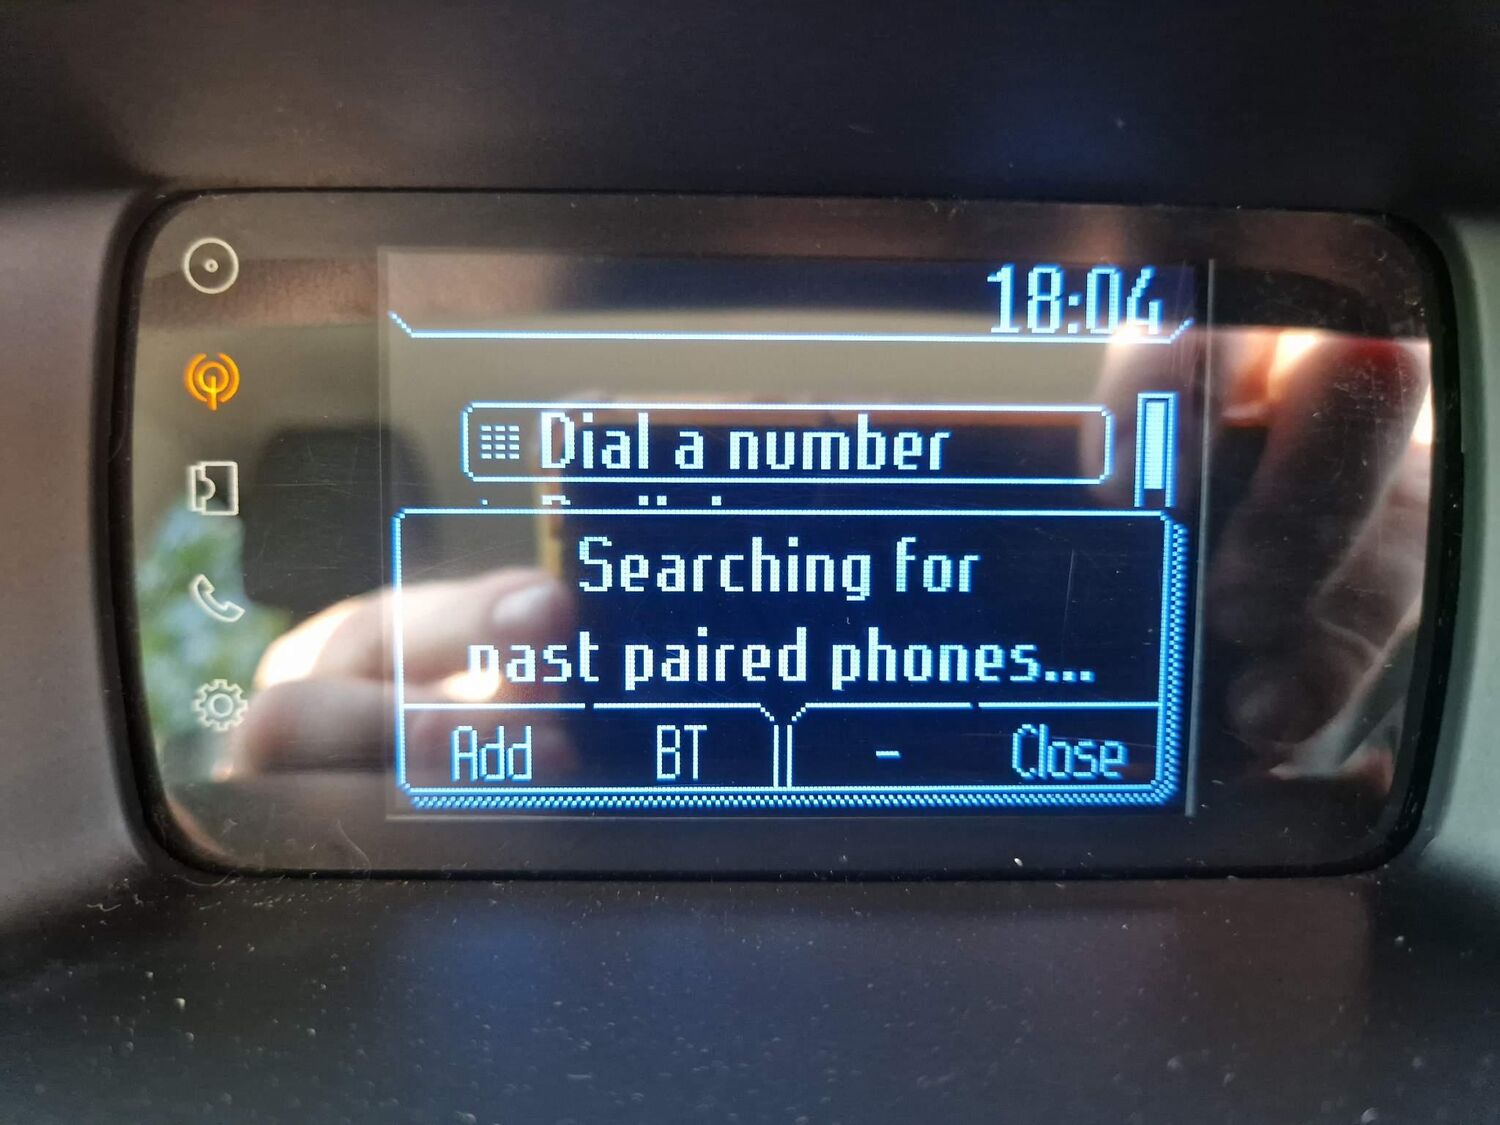 18:04
Dial a number
Searching for
past paired phones...
Add BT - Close